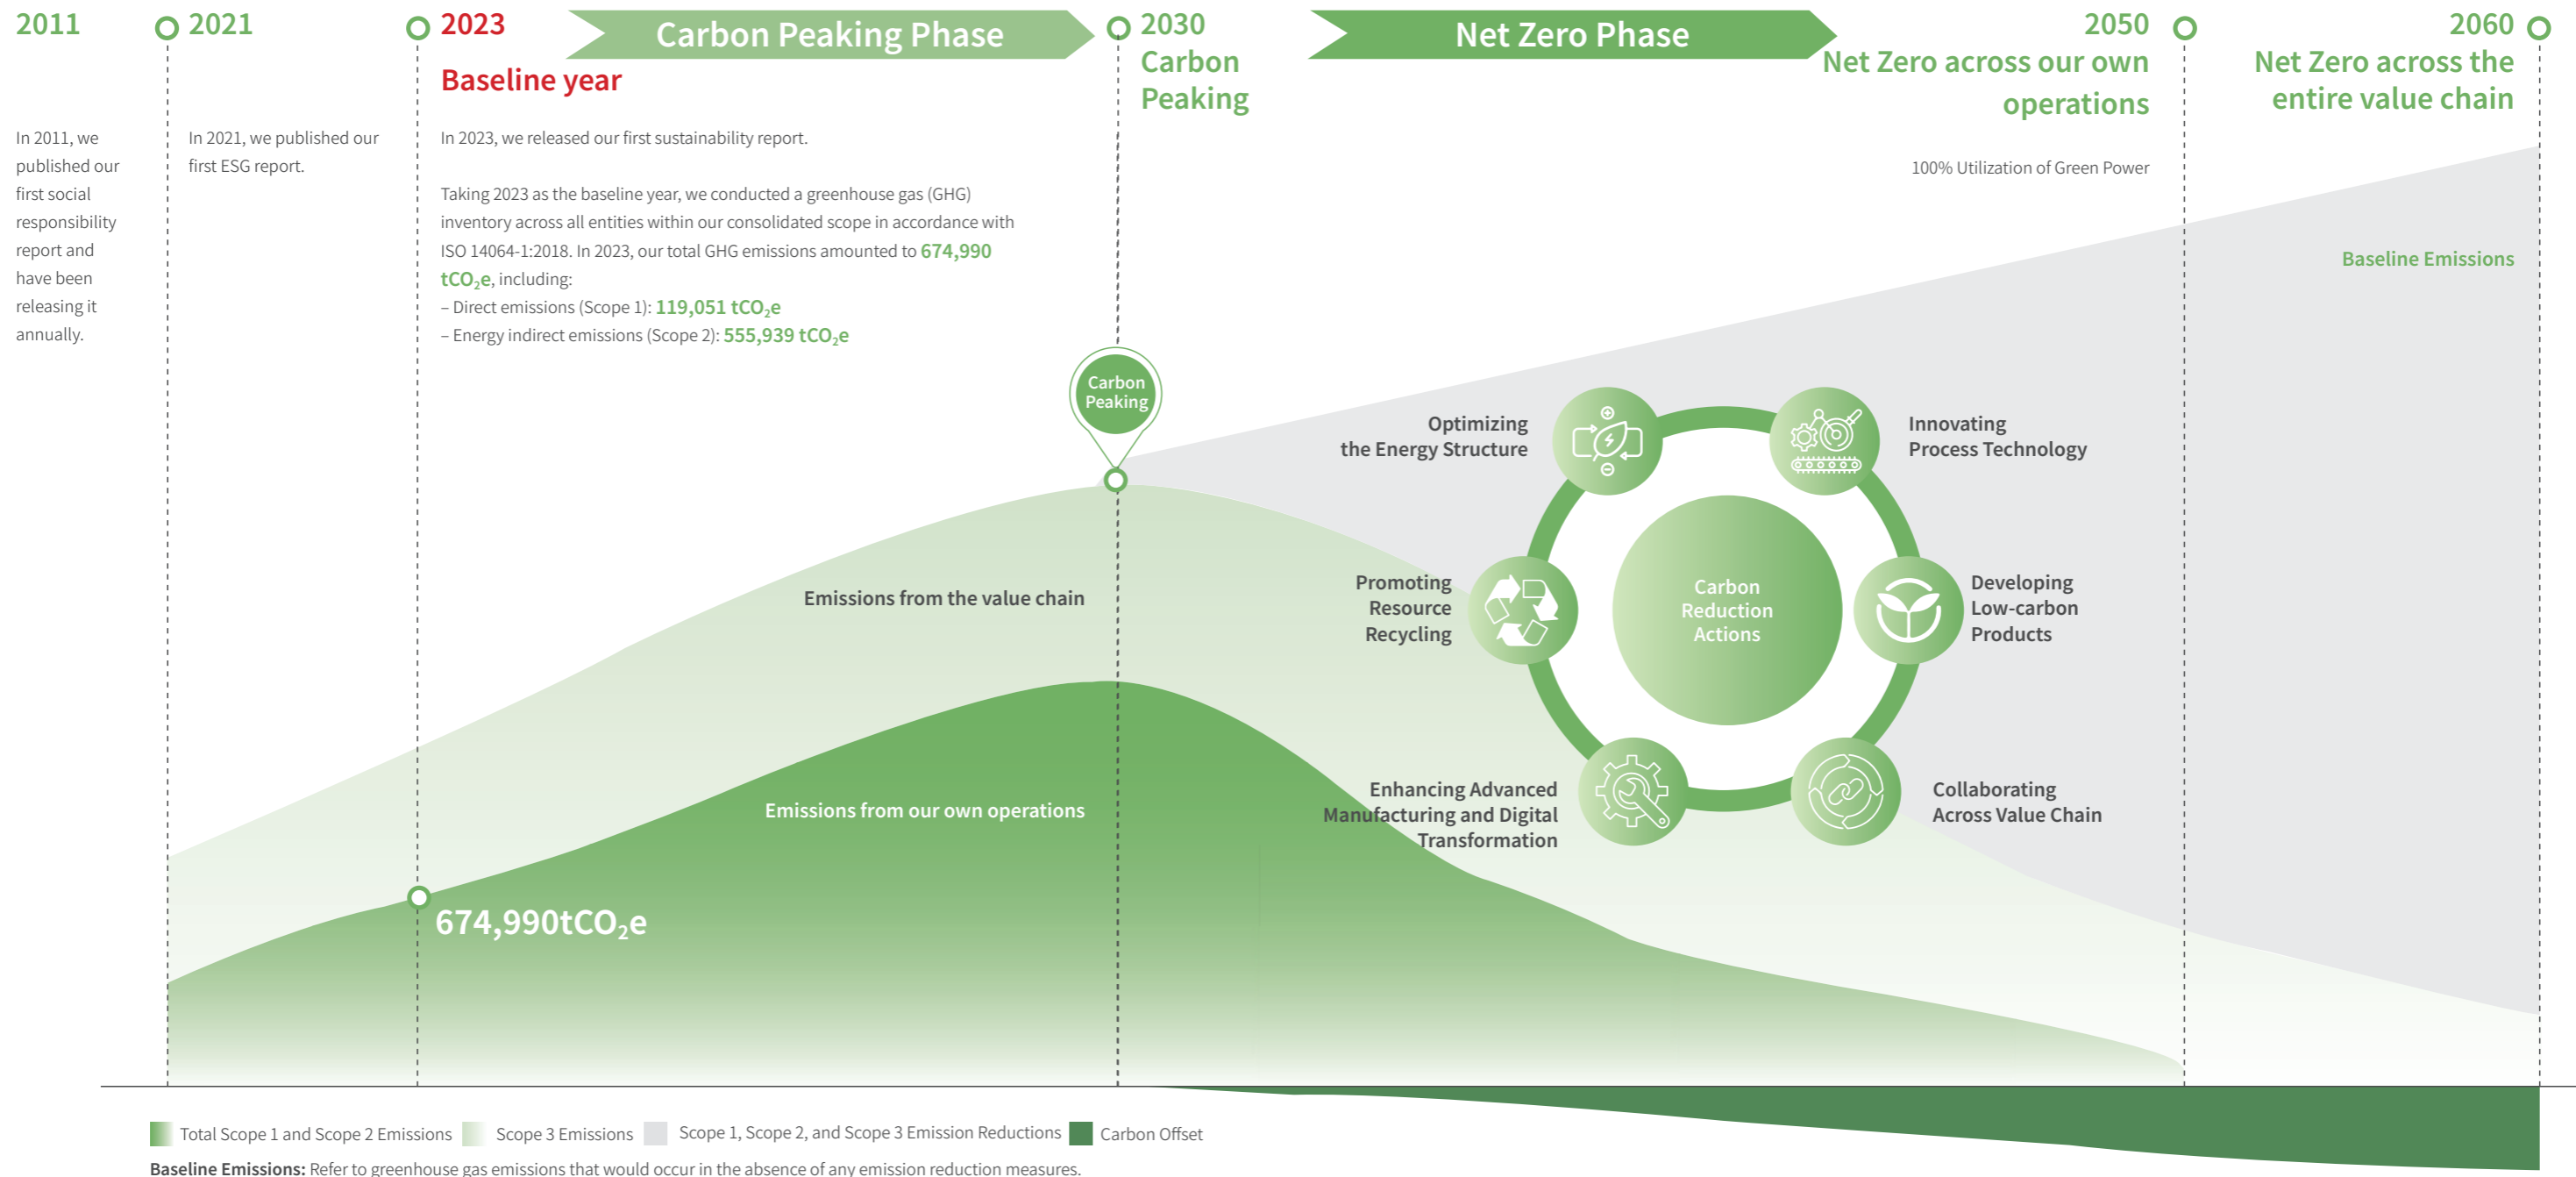 2011
In 2011, we
published our
first social
responsibility
report and
have been
releasing it
annually.
2021
In 2021, we published our
first ESG report.
2023
Baseline year
In 2023, we released our first sustainability report.
Taking 2023 as the baseline year, we conducted a greenhouse gas (GHG)
inventory across all entities within our consolidated scope in accordance with
ISO 14064-1:2018. In 2023, our total GHG emissions amounted to 674,990
tCO₂e, including:
– Direct emissions (Scope 1): 119,051 tCO₂e
– Energy indirect emissions (Scope 2): 555,939 tCO₂e
Carbon Peaking Phase
2030
Carbon
Peaking
Net Zero Phase
2050
Net Zero across our own
operations
100% Utilization of Green Power
2060
Net Zero across the
entire value chain
Baseline Emissions
Carbon
Peaking
Emissions from the value chain
Emissions from our own operations
674,990tCO₂e
Optimizing
the Energy Structure
Innovating
Process Technology
Promoting
Resource
Recycling
Carbon
Reduction
Actions
Developing
Low-carbon
Products
Enhancing Advanced
Manufacturing and Digital
Transformation
Collaborating
Across Value Chain
Total Scope 1 and Scope 2 Emissions
Scope 3 Emissions
Scope 1, Scope 2, and Scope 3 Emission Reductions
Carbon Offset
Baseline Emissions: Refer to greenhouse gas emissions that would occur in the absence of any emission reduction measures.